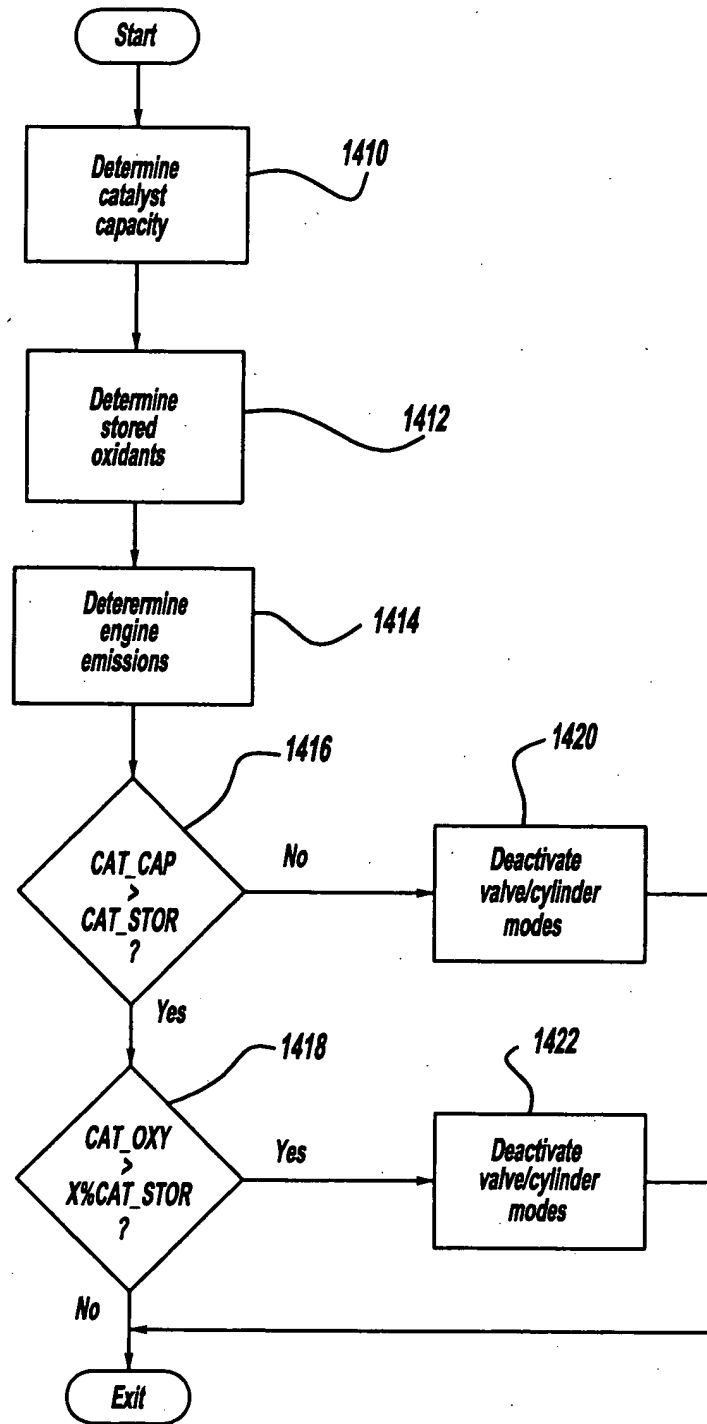 Start
Determine
catalyst
capacity
1410
Determine
stored
oxidants
1412
Deterermine
engine
emissions
1414
1416
CAT_CAP
>
CAT_STOR
?
No
1420
Deactivate
valve/cylinder
modes
Yes
1418
CAT_OXY
>
X%CAT_STOR
?
Yes
1422
Deactivate
valve/cylinder
modes
No
Exit